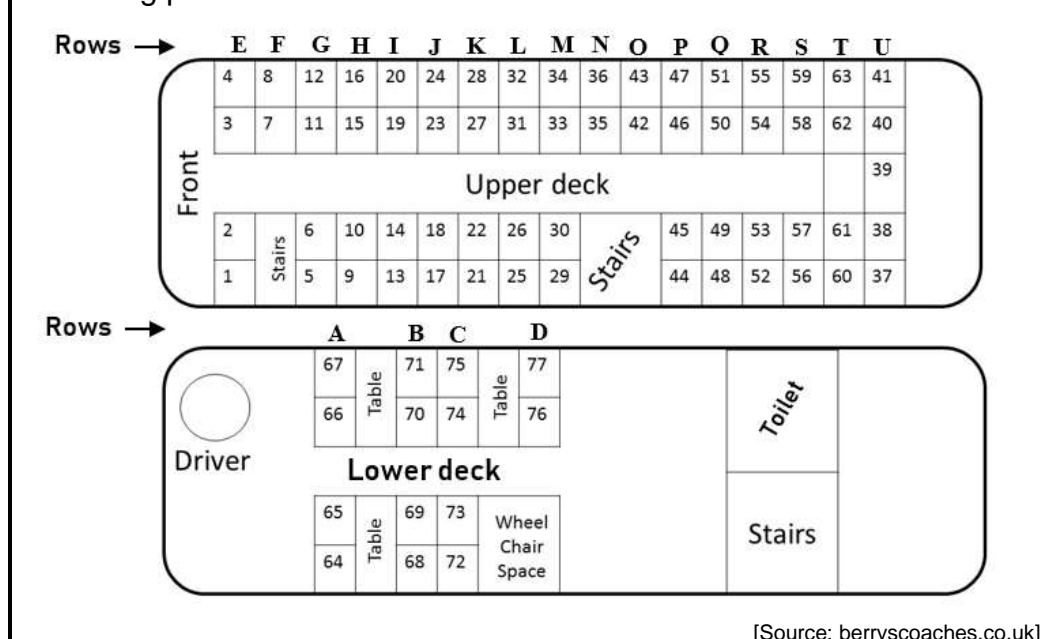 Rows E F G H I J K L M N O P Q R S T U
4 8 12 16 20 24 28 32 34 36 43 47 51 55 59 63 41
3 7 11 15 19 23 27 31 33 35 42 46 50 54 58 62 40
Front
Upper deck 39
2 6 10 14 18 22 26 30 45 49 53 57 61 38
Stairs Stairs
1 5 9 13 17 21 25 29 44 48 52 56 60 37
Rows A B C D
67 71 75 77
Table Table
66 70 74 76
Toilet
Driver
Lower deck
65 69 73
Table
Wheel
Chair
Space
Stairs
64 68 72
[Source: berryscoaches.co.uk]